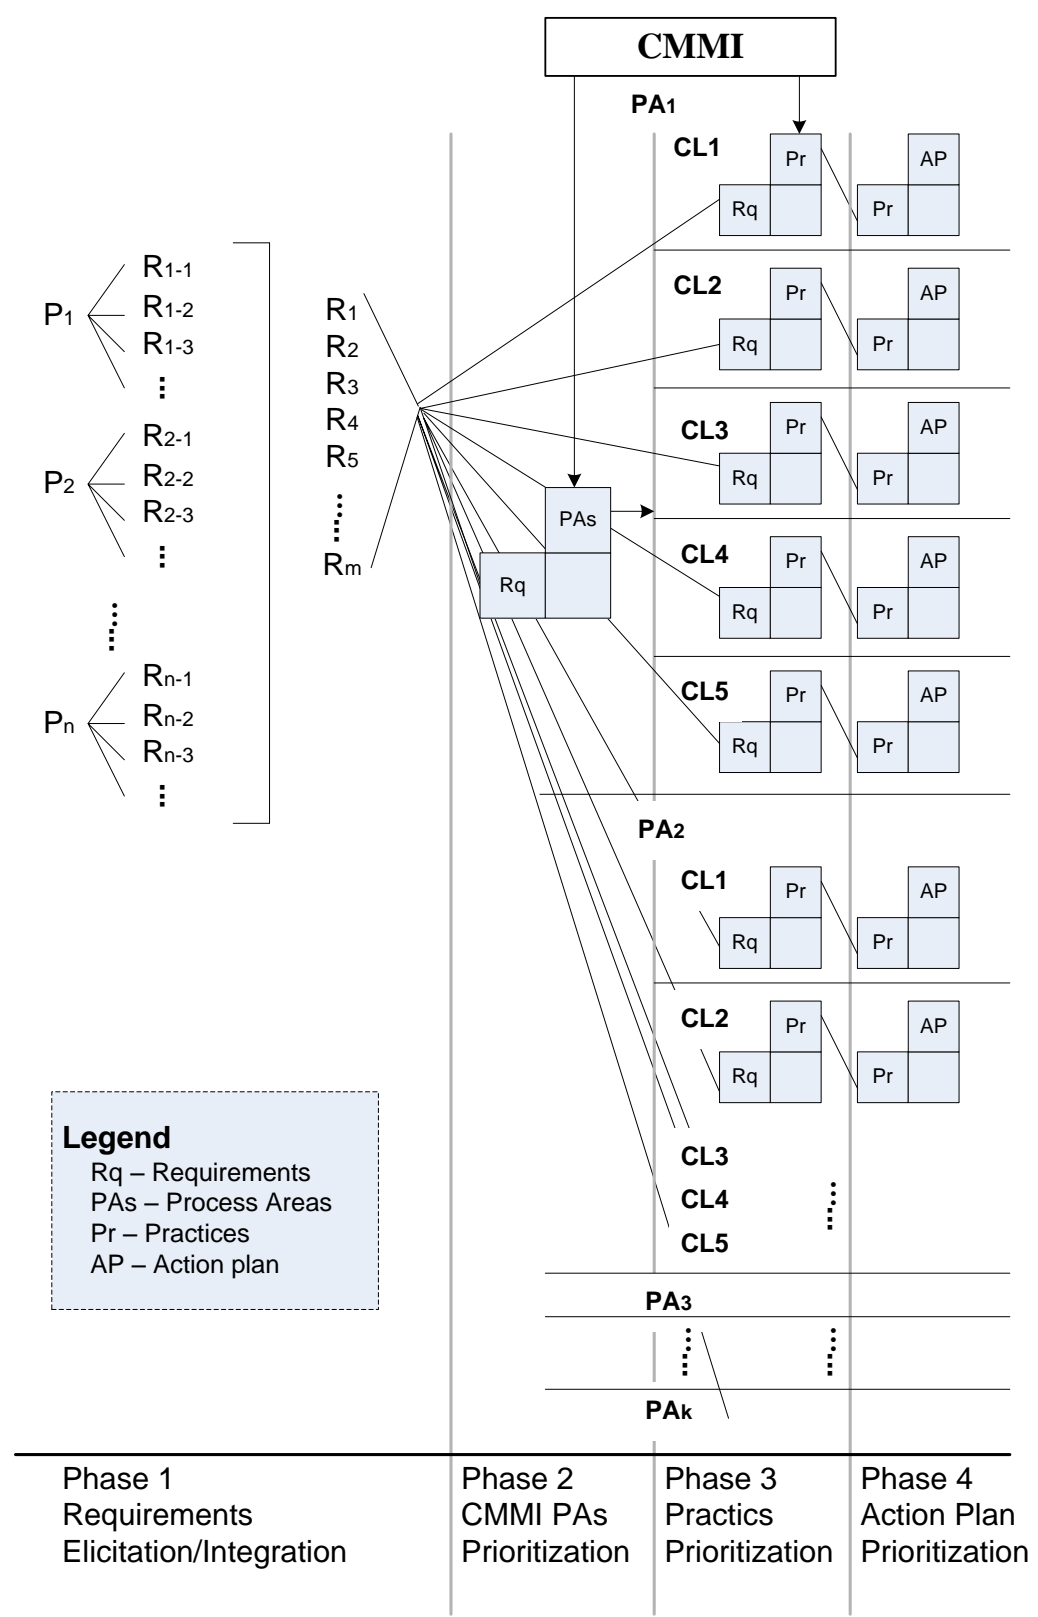 CMMI
PA1
CL1
Pr
AP
Rq
Pr
CL2
Pr
AP
Rq
Pr
CL3
Pr
AP
Rq
Pr
CL4
Pr
AP
Rq
Pr
CL5
Pr
AP
Rq
Pr
P1
R1-1
R1-2
R1-3
P2
R2-1
R2-2
R2-3
Pn
Rn-1
Rn-2
Rn-3
R1
R2
R3
R4
R5
Rm
PAs
Rq
PA2
CL1
Pr
AP
Rq
Pr
CL2
Pr
AP
Rq
Pr
CL3
CL4
CL5
PA3
PAk
Legend
Rq – Requirements
PAs – Process Areas
Pr – Practices
AP – Action plan
Phase 1
Requirements
Elicitation/Integration
Phase 2
CMMI PAs
Prioritization
Phase 3
Practics
Prioritization
Phase 4
Action Plan
Prioritization